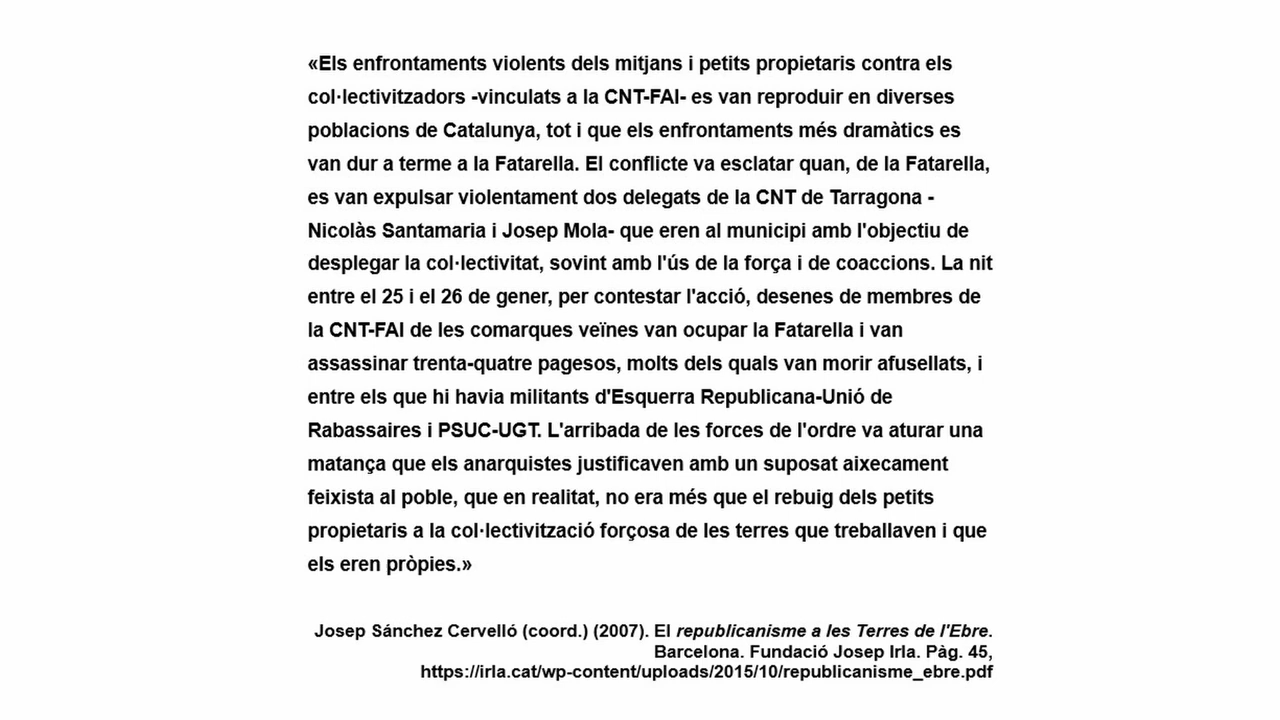 «Els enfrontaments violents dels mitjans i petits propietaris contra els
col·lectivitzadors -vinculats a la CNT-FAI- es van reproduir en diverses
poblacions de Catalunya, tot i que els enfrontaments més dramàtics es
van dur a terme a la Fatarella. El conflicte va esclatar quan, de la Fatarella,
es van expulsar violentament dos delegats de la CNT de Tarragona -
Nicolàs Santamaria i Josep Mola- que eren al municipi amb l'objectiu de
desplegar la col·lectivitat, sovint amb l'ús de la força i de coaccions. La nit
entre el 25 i el 26 de gener, per contestar l'acció, desenes de membres de
la CNT-FAI de les comarques veïnes van ocupar la Fatarella i van
assassinar trenta-quatre pagesos, molts dels quals van morir afusellats, i
entre els que hi havia militants d'Esquerra Republicana-Unió de
Rabassaires i PSUC-UGT. L'arribada de les forces de l'ordre va aturar una
matança que els anarquistes justificaven amb un suposat aixecament
feixista al poble, que en realitat, no era més que el rebuig dels petits
propietaris a la col·lectivització forçosa de les terres que treballaven i que
els eren pròpies.»
Josep Sánchez Cervelló (coord.) (2007). El republicanisme a les Terres de l'Ebre.
Barcelona. Fundació Josep Irla. Pàg. 45,
https://irla.cat/wp-content/uploads/2015/10/republicanisme_ebre.pdf